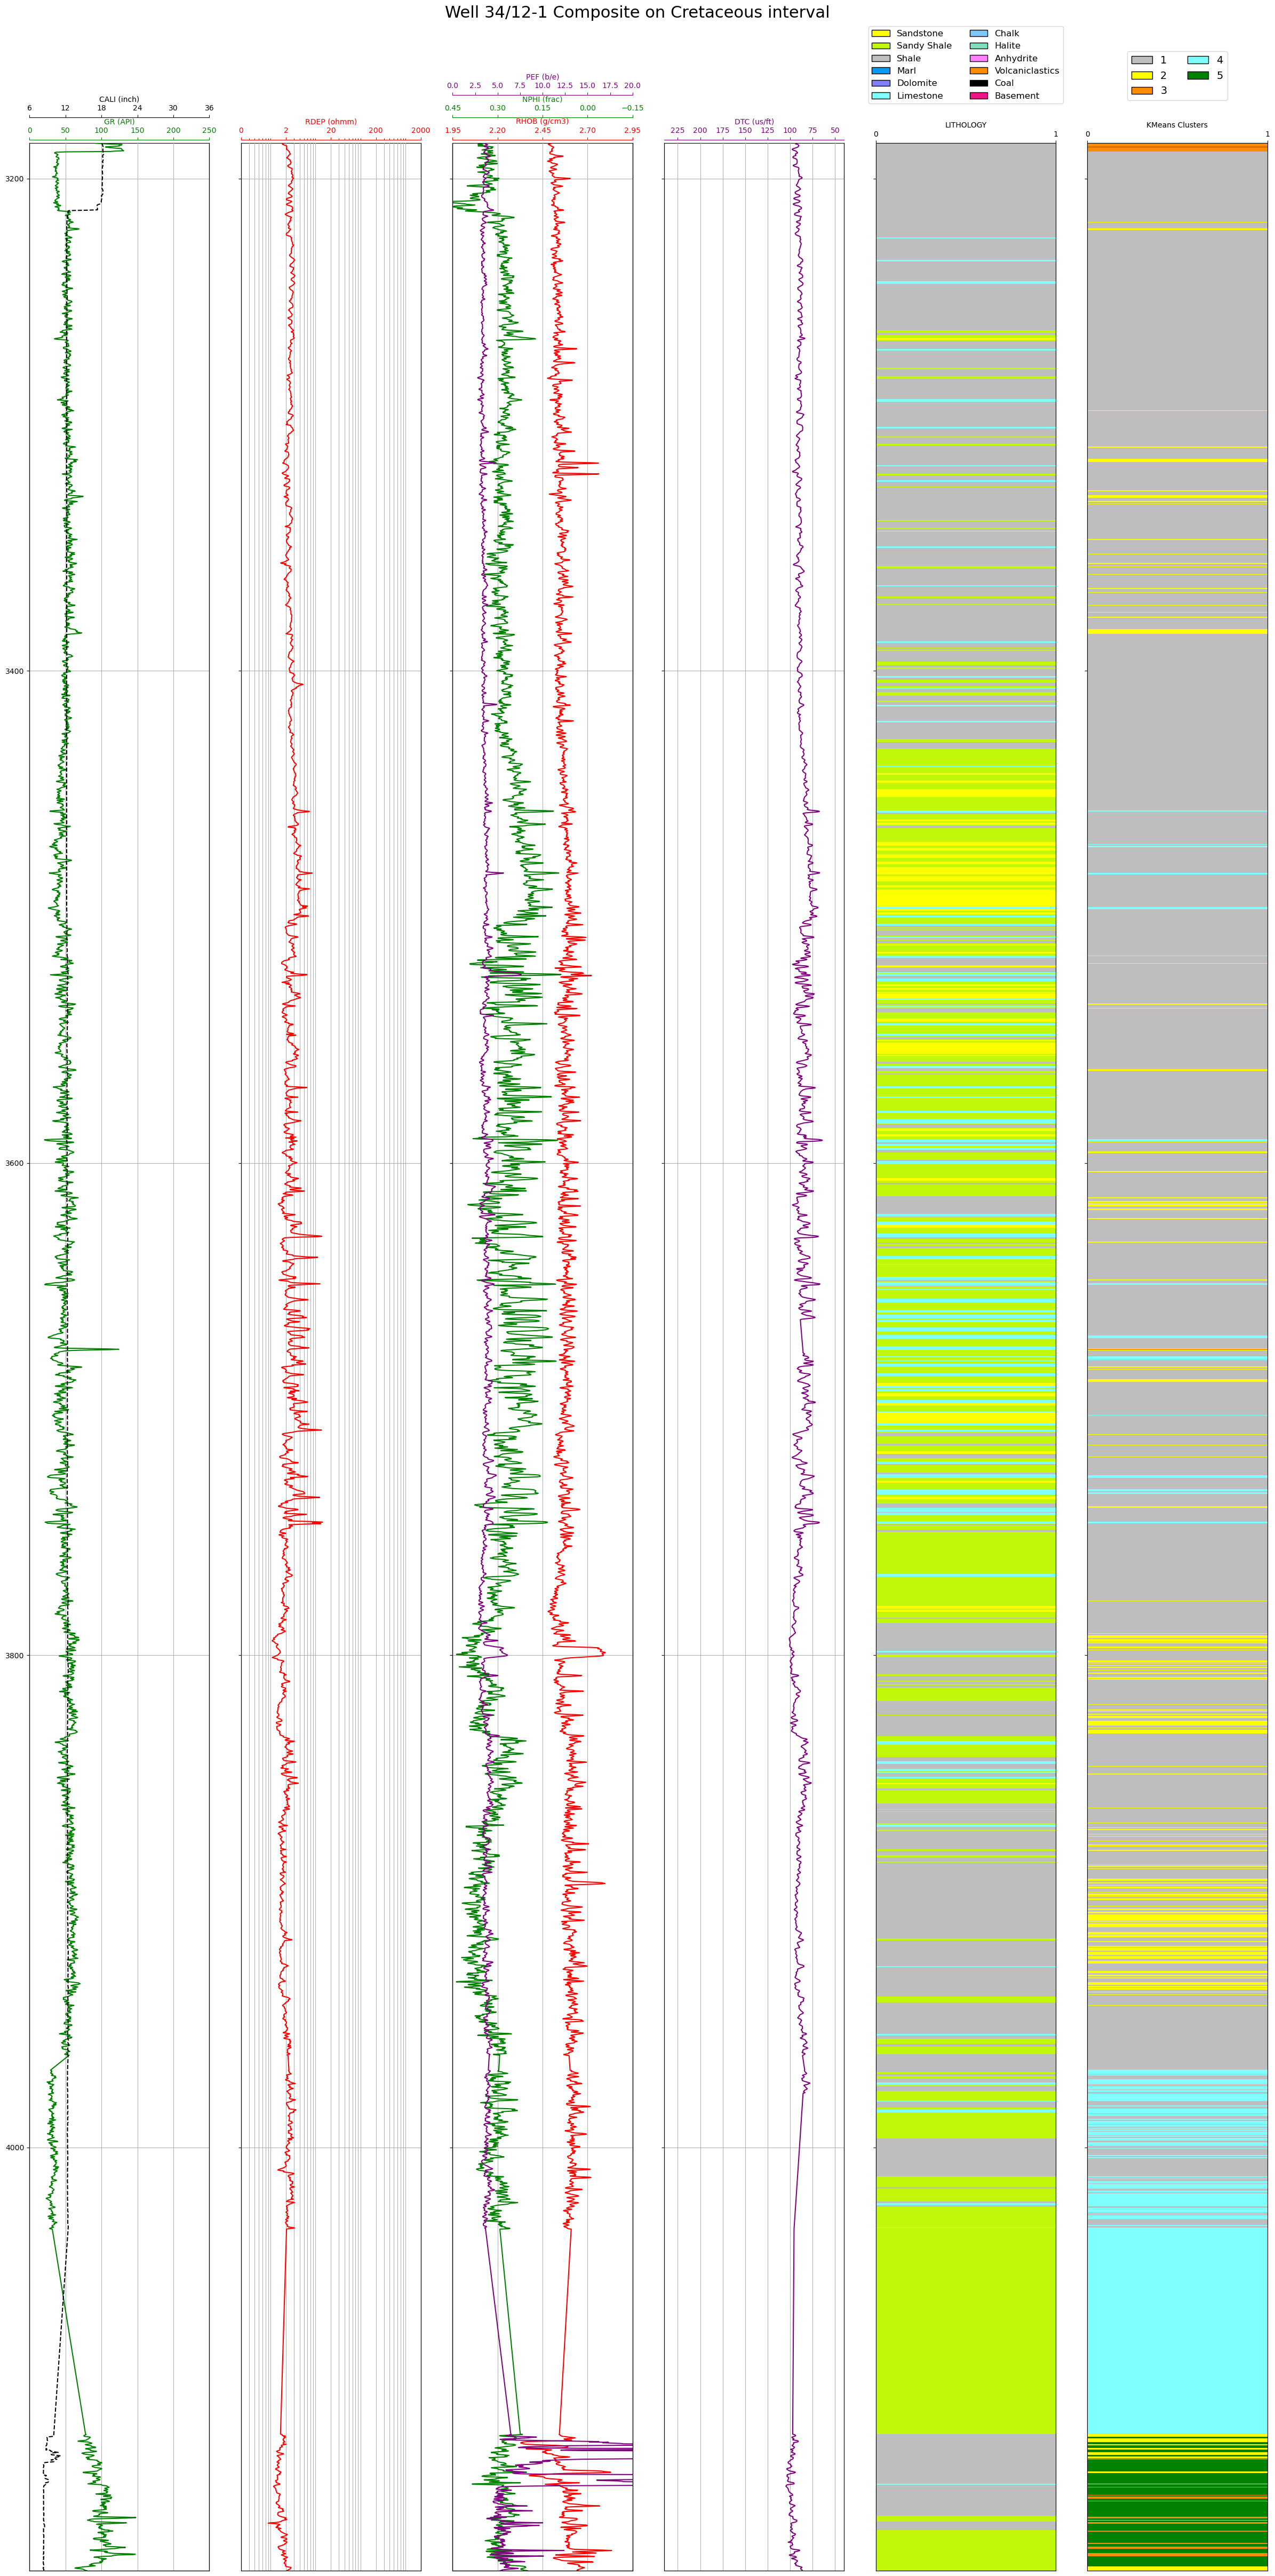 Well 34/12-1 Composite on Cretaceous interval
Sandstone Chalk
Sandy Shale Halite
Shale Anhydrite
Marl Volcaniclastics
Dolomite Coal
Limestone Basement
1 4
2 5
3
PEF (b/e)
0.0 2.5 5.0 7.5 10.0 12.5 15.0 17.5 20.0
CALI (inch)
6 12 18 24 30 36
NPHI (frac)
0.45 0.30 0.15 0.00 −0.15
GR (API)
0 50 100 150 200 250
RDEP (ohmm)
0 2 20 200 2000
RHOB (g/cm3)
1.95 2.20 2.45 2.70 2.95
DTC (us/ft)
225 200 175 150 125 100 75 50
LITHOLOGY
0 1
KMeans Clusters
0 1
3200
3400
3600
3800
4000